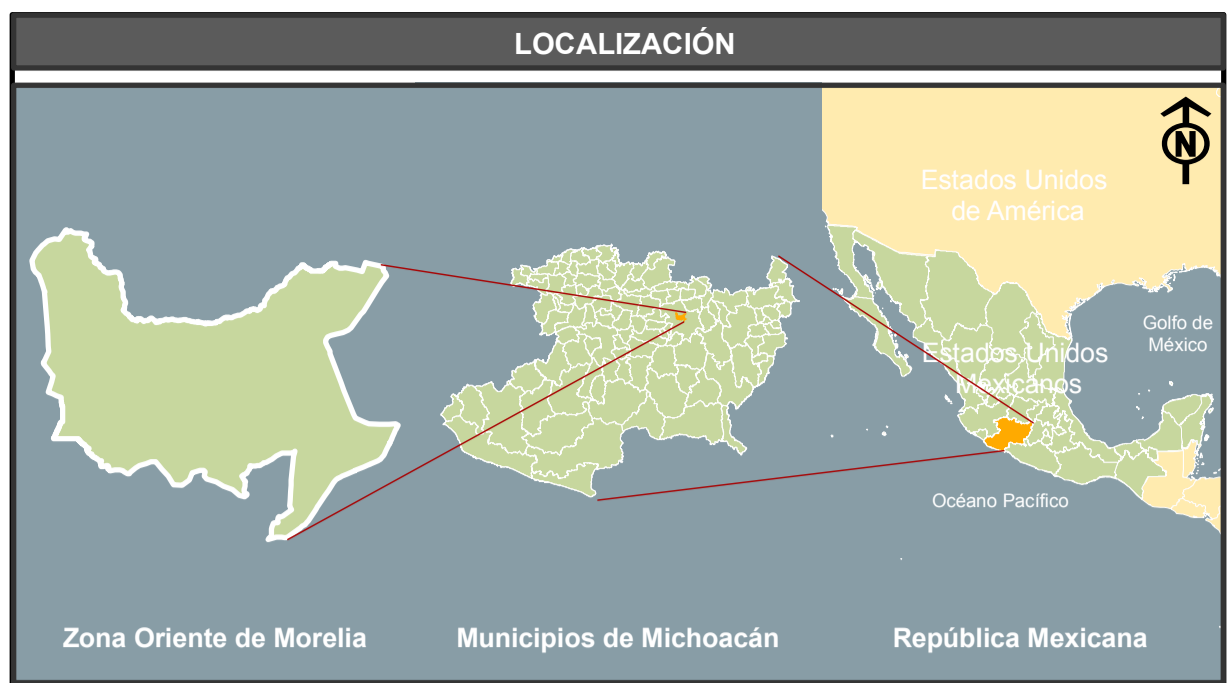 LOCALIZACIÓN
N
Estados Unidos
de América
Golfo de
México
Estados Unidos
Mexicanos
Océano Pacífico
Zona Oriente de Morelia
Municipios de Michoacán
República Mexicana